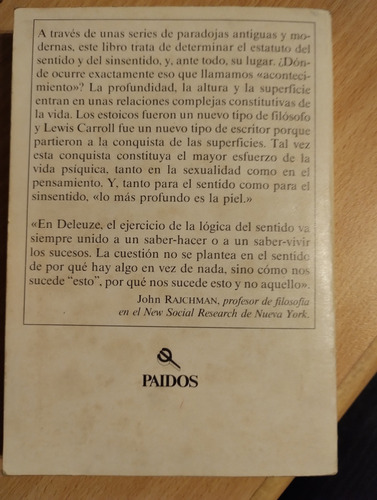 A través de unas series de paradojas antiguas y mo-
dernas, este libro trata de determinar el estatuto del
sentido y del sinsentido, y, ante todo, su lugar. ¿Dón-
de ocurre exactamente eso que llamamos «aconteci-
miento»? La profundidad, la altura y la superficie
entran en unas relaciones complejas constitutivas de
la vida. Los estoicos fueron un nuevo tipo de filósofo
y Lewis Carroll fue un nuevo tipo de escritor porque
partieron a la conquista de las superficies. Tal vez
esta conquista constituya el mayor esfuerzo de la
vida psíquica, tanto en la sexualidad como en el
pensamiento. Y, tanto para el sentido como para el
sinsentido, «lo más profundo es la piel.»
«En Deleuze, el ejercicio de la lógica del sentido va
siempre unido a un saber-hacer o a un saber-vivir
los sucesos. La cuestión no se plantea en el sentido
de por qué hay algo en vez de nada, sino cómo nos
sucede "esto", por qué nos sucede esto y no aquello».
John RAJCHMAN, profesor de filosofía
en el New Social Research de Nueva York.
PAIDOS